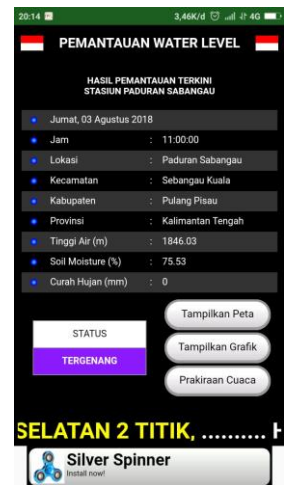 20:14 3,46K/d 4G
PEMANTAUAN WATER LEVEL
HASIL PEMANTAUAN TERKINI
STASIUN PADURAN SABANGAU
Jumat, 03 Agustus 2018
Jam : 11:00:00
Lokasi : Paduran Sabangau
Kecamatan : Sebangau Kuala
Kabupaten : Pulang Pisau
Provinsi : Kalimantan Tengah
Tinggi Air (m) : 1846.03
Soil Moisture (%) : 75.53
Curah Hujan (mm) : 0
STATUS
TERGENANG
Tampilkan Peta
Tampilkan Grafik
Prakiraan Cuaca
SELATAN 2 TITIK, .......... H
Silver Spinner
Install now!